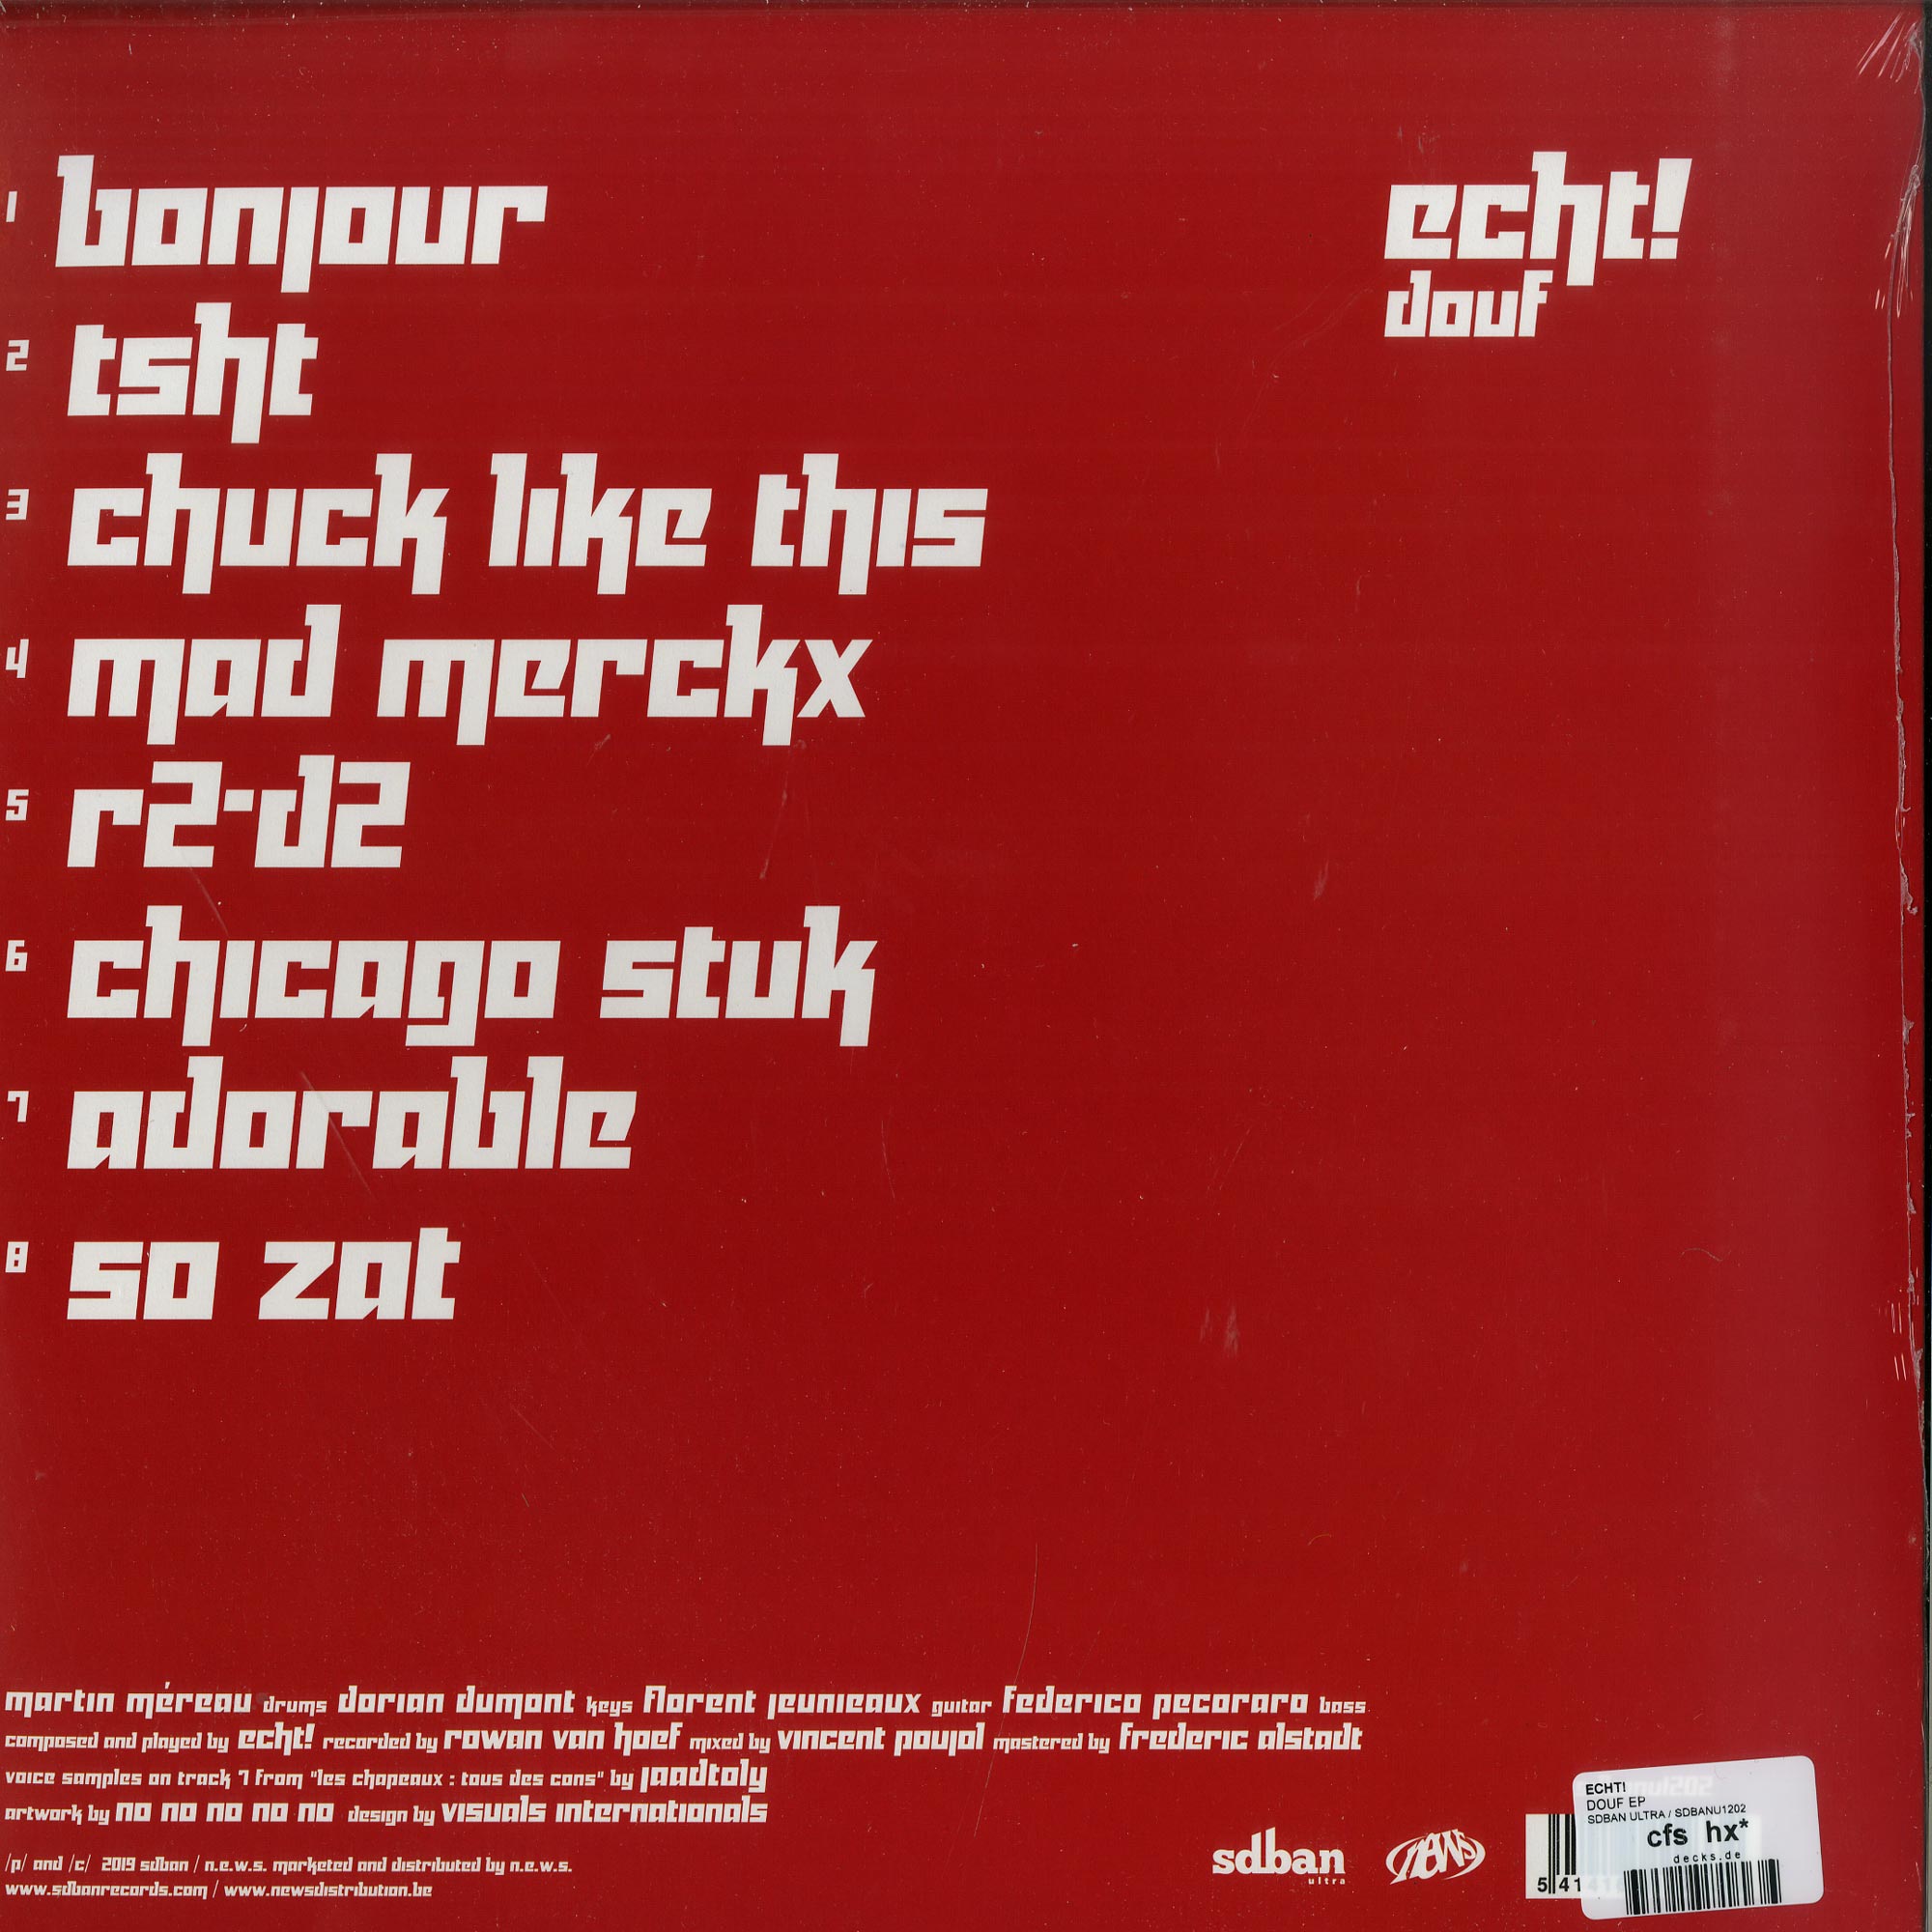 1 bonjour
2 tsht
3 chuck like this
4 mad merckx
5 r2-d2
6 chicago stuk
7 adorable
8 so zat
echt!
douf
martin méreau drums dorian dumont keys florent jeunieaux guitar federico pecoraro bass
composed and played by echt! recorded by rowan van hoef mixed by vincent poujol mastered by frederic alstadt
voice samples on track 7 from "les chapeaux : tous des cons" by jaadtoly
artwork by no no no no no design by visuals internationals
/p/ and /c/ 2019 sdban / n.e.w.s. marketed and distributed by n.e.w.s.
www.sdbanrecords.com / www.newsdistribution.be
sdban
ultra
NEWS
ECHT!
DOUF EP
SDBAN ULTRA / SDBANU1202
cfs hx*
decks.de